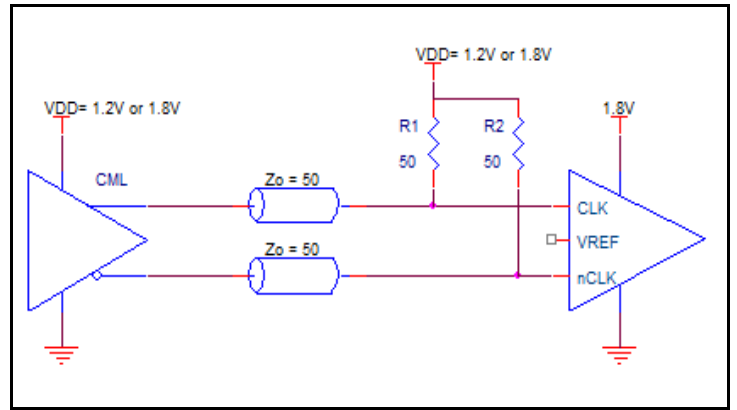 VDD= 1.2V or 1.8V
VDD= 1.2V or 1.8V
1.8V
R1
R2
50
50
CML
Zo = 50
CLK
VREF
Zo = 50
nCLK